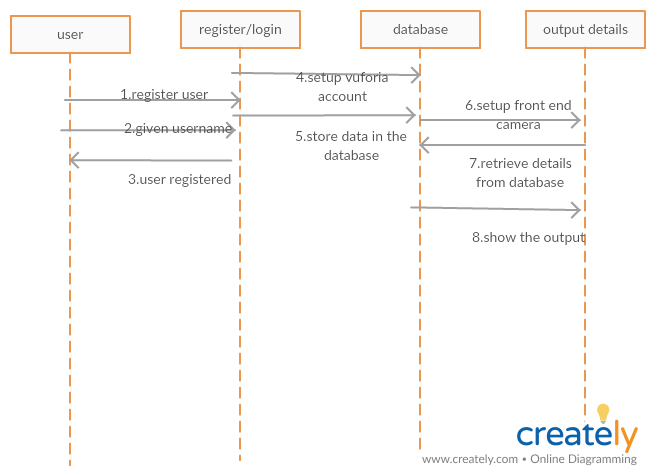 user
register/login
database
output details
1.register user
2.given username
3.user registered
4.setup vuforia
account
5.store data in the
database
6.setup front end
camera
7.retrieve details
from database
8.show the output
creately
www.creately.com • Online Diagramming